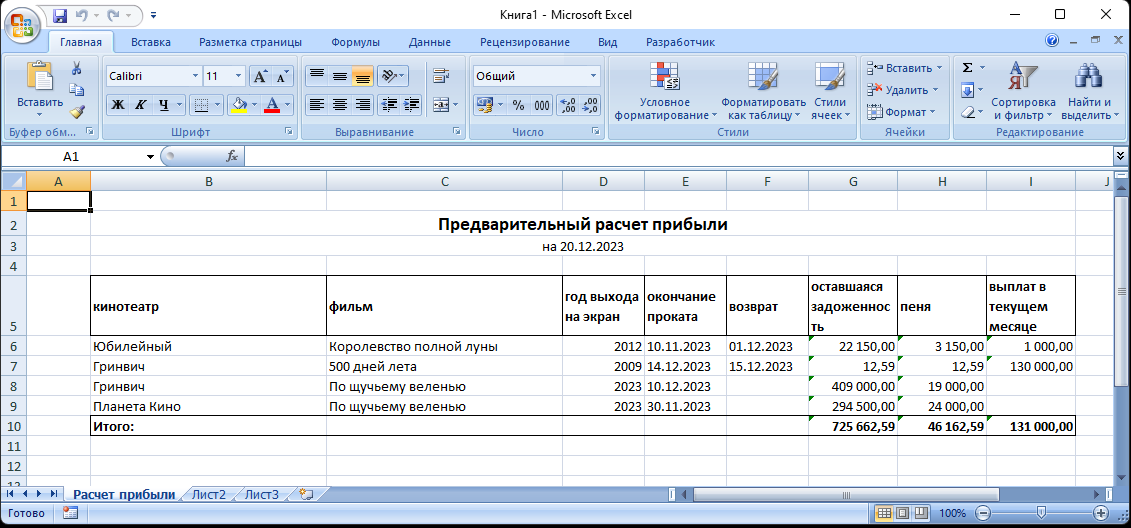 Книга1 - Microsoft Excel
Главная Вставка Разметка страницы Формулы Данные Рецензирование Вид Разработчик
Вставить
Буфер обм...
Calibri 11
Ж К Ч
Шрифт
Выравнивание
Общий
% 000
Число
Условное форматирование
Форматировать как таблицу
Стили ячеек
Стили
Вставить
Удалить
Формат
Ячейки
Σ
Сортировка и фильтр
Найти и выделить
Редактирование
A1 fx
A B C D E F G H I J
1
2 Предварительный расчет прибыли
3 на 20.12.2023
4
5 кинотеатр фильм год выхода на экран окончание проката возврат оставшаяся задоженность пеня выплат в текущем месяце
6 Юбилейный Королевство полной луны 2012 10.11.2023 01.12.2023 22 150,00 3 150,00 1 000,00
7 Гринвич 500 дней лета 2009 14.12.2023 15.12.2023 12,59 12,59 130 000,00
8 Гринвич По щучьему веленью 2023 10.12.2023 409 000,00 19 000,00
9 Планета Кино По щучьему веленью 2023 30.11.2023 294 500,00 24 000,00
10 Итого: 725 662,59 46 162,59 131 000,00
11
12
Расчет прибыли Лист2 Лист3
Готово 100%